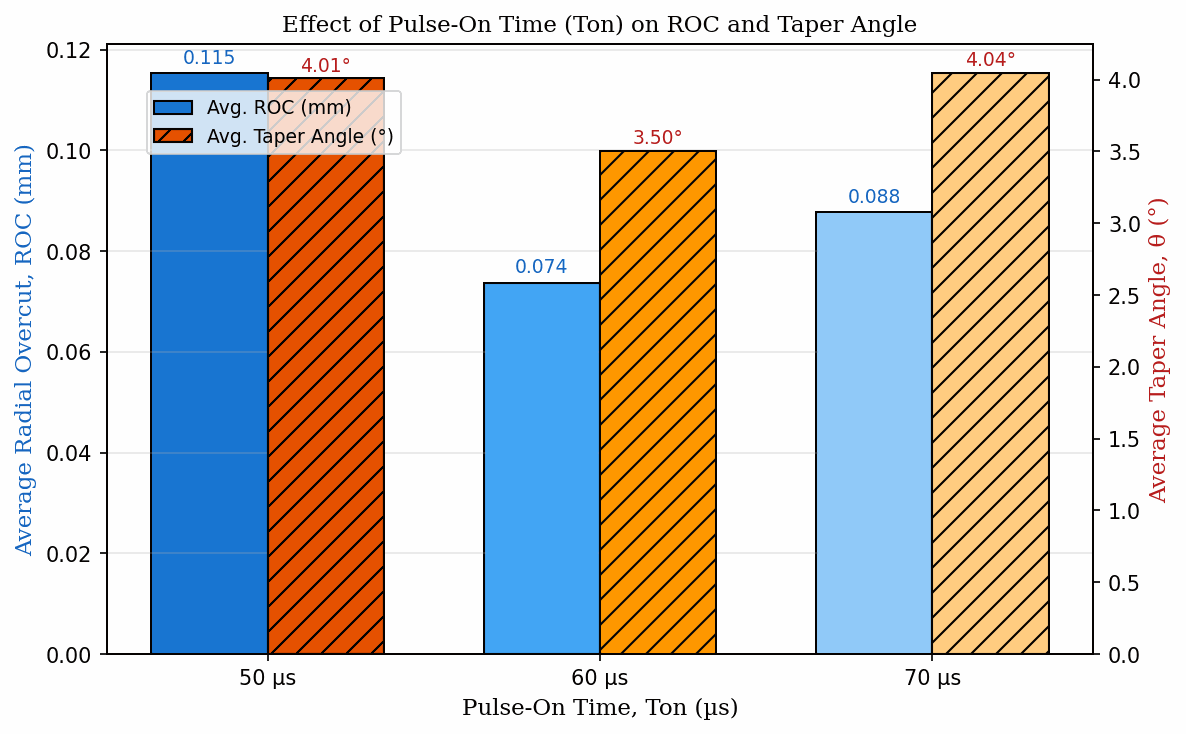 Effect of Pulse-On Time (Ton) on ROC and Taper Angle
Average Radial Overcut, ROC (mm)
0.12
0.10
0.08
0.06
0.04
0.02
0.00
0.115
4.01°
Avg. ROC (mm)
Avg. Taper Angle (°)
0.074
3.50°
0.088
4.04°
4.0
3.5
3.0
2.5
2.0
1.5
1.0
0.5
0.0
Average Taper Angle, θ (°)
50 µs
60 µs
70 µs
Pulse-On Time, Ton (µs)